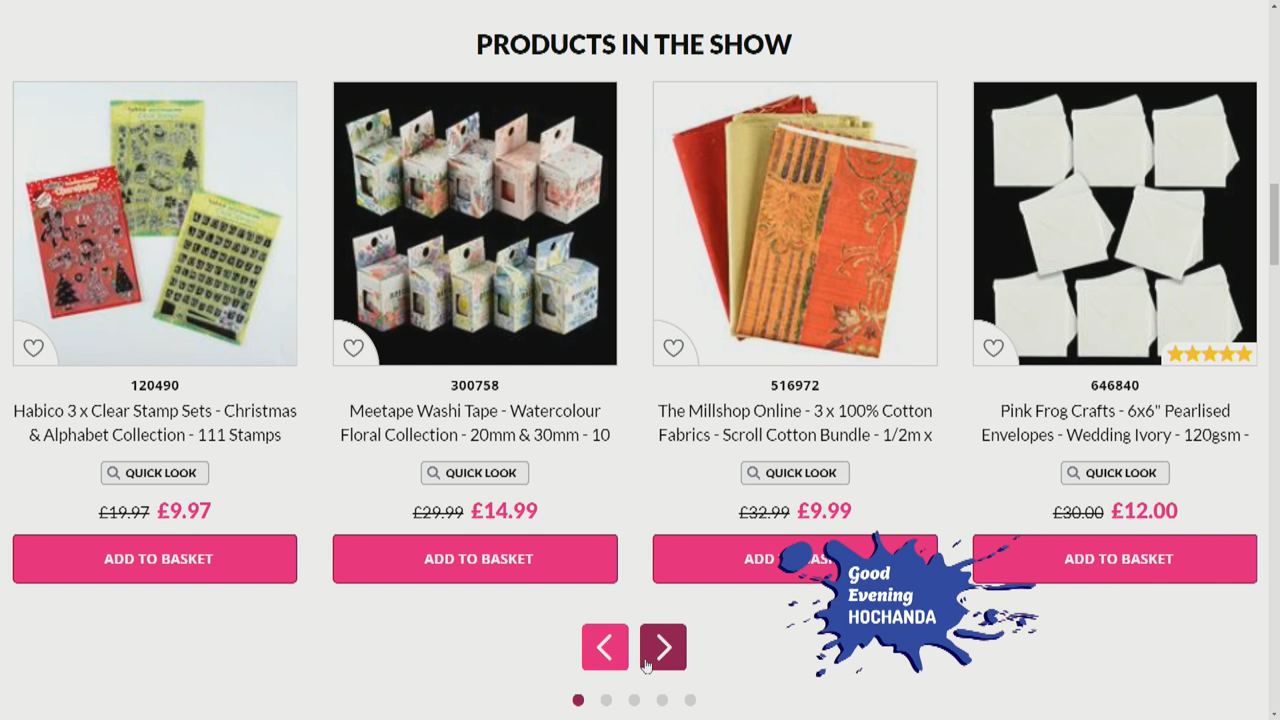 PRODUCTS IN THE SHOW
120490
Habico 3 x Clear Stamp Sets - Christmas
& Alphabet Collection - 111 Stamps
QUICK LOOK
£19.97 £9.97
ADD TO BASKET
300758
Meetape Washi Tape - Watercolour
Floral Collection - 20mm & 30mm - 10
QUICK LOOK
£29.99 £14.99
ADD TO BASKET
516972
The Millshop Online - 3 x 100% Cotton
Fabrics - Scroll Cotton Bundle - 1/2m x
QUICK LOOK
£32.99 £9.99
ADD
646840
Pink Frog Crafts - 6x6" Pearlised
Envelopes - Wedding Ivory - 120gsm -
QUICK LOOK
£30.00 £12.00
ADD TO BASKET
Good
Evening
HOCHANDA